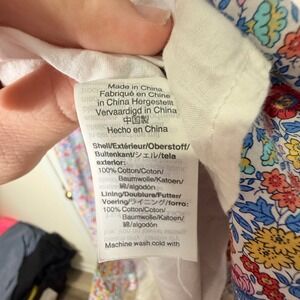 Made in China
Fabriqué en Chine
in China Hergestellt
Vervaardigd in China
中国製
Hecho en China
Shell/Extérieur/Oberstoff/
Buitenkant/シェル/tela
exterior:
100% Cotton/Coton/
Baumwolle/Katoen/
綿/algodón
Lining/Doublure/Futter/
Voering/ライニング/forro:
100% Cotton/Coton/
Baumwolle/Katoen/
綿/algodón
Machine wash cold with